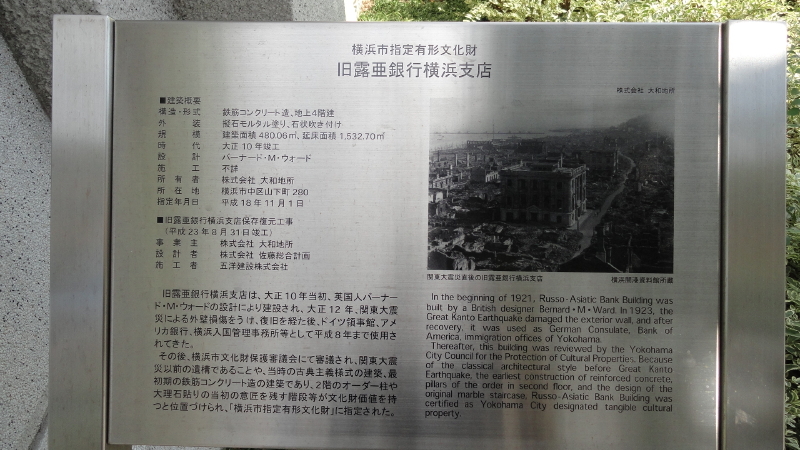 横浜市指定有形文化財
旧露亜銀行横浜支店
株式会社 大和地所
■建築概要
構造・形式 鉄筋コンクリート造、地上4階建
外装 擬石モルタル塗り、石状吹き付け
規模 建築面積 480.06㎡、延床面積 1,532.70㎡
時代 大正10年竣工
設計 バーナード・M・ウォード
施工 不詳
所有者 株式会社 大和地所
所在地 横浜市中区山下町 280
指定年月日 平成18年11月1日
■旧露亜銀行横浜支店保存復元工事
（平成23年8月31日竣工）
事業主 株式会社 大和地所
設計者 株式会社 佐藤総合計画
施工者 五洋建設株式会社
関東大震災直後の旧露亜銀行横浜支店
横浜開港資料館所蔵
旧露亜銀行横浜支店は、大正10年当初、英国人バーナー
ド・M・ウォードの設計により建設され、大正12年、関東大震
災による外壁損傷をうけ、復旧を経た後、ドイツ領事館、アメ
リカ銀行、横浜入国管理事務所等として平成8年まで使用さ
れてきた。
その後、横浜市文化財保護審議会にて審議され、関東大震
災以前の遺構であることや、当時の古典主義様式の建築、最
初期の鉄筋コンクリート造の建築であり、2階のオーダー柱や
大理石貼りの当初の意匠を残す階段等が文化財価値を持
つと位置づけられ、「横浜市指定有形文化財」に指定された。
In the beginning of 1921, Russo-Asiatic Bank Building was
built by a British designer Bernard・M・Ward. In 1923, the
Great Kanto Earthquake damaged the exterior wall, and after
recovery, it was used as German Consulate, Bank of
America, immigration offices of Yokohama.
Thereafter, this building was reviewed by the Yokohama
City Council for the Protection of Cultural Properties. Because
of the classical architectural style before Great Kanto
Earthquake, the earliest construction of reinforced concrete,
pillars of the order in second floor, and the design of the
original marble starcase, Russo-Asiatic Bank Building was
certified as Yokohama City designated tangible cultural
property.